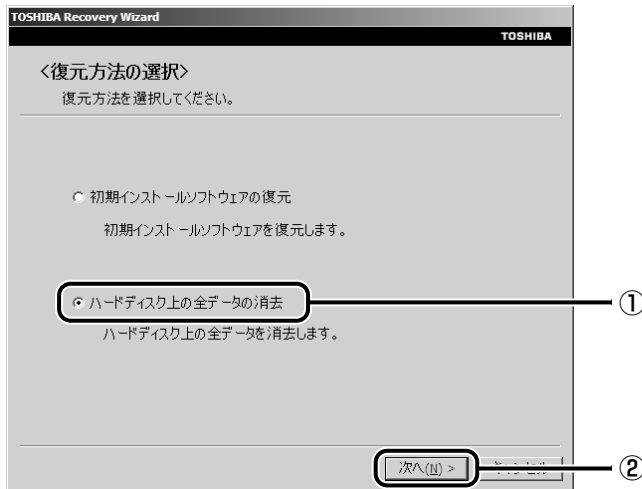 TOSHIBA Recovery Wizard
TOSHIBA
<復元方法の選択>
復元方法を選択してください。
初期インストールソフトウェアの復元
初期インストールソフトウェアを復元します。
ハードディスク上の全データの消去
①
ハードディスク上の全データを消去します。
次へ(N) >
キャンセル
②